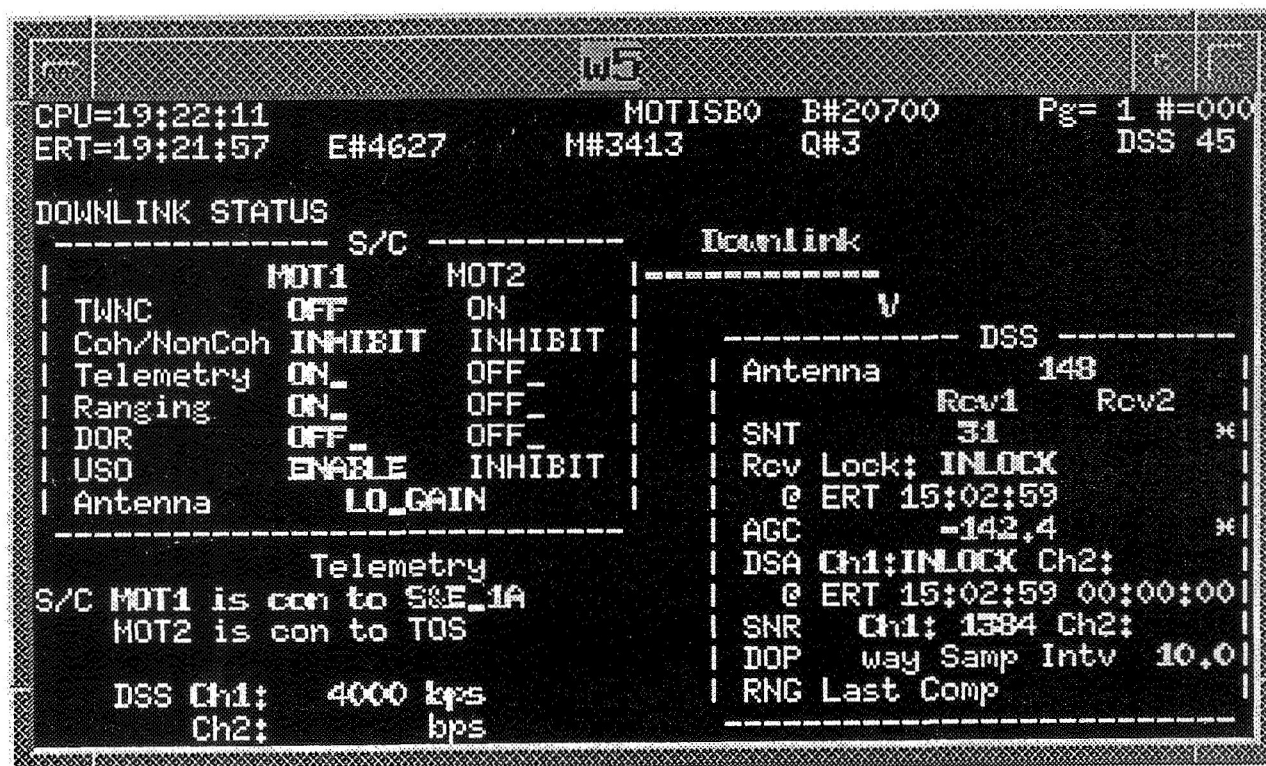 w5
CPU=19:22:11 MOTISB0 B#20700 Pg= 1 #=000
ERT=19:21:57 E#4627 M#3413 Q#3 DSS 45
DOWNLINK STATUS
------------- S/C ---------- Downlink
| MOT1 MOT2 |------------
| TWNC OFF ON | V
| Coh/NonCoh INHIBIT INHIBIT | ------------ DSS ---------
| Telemetry ON_ OFF_ | | Antenna 148 |
| Ranging ON_ OFF_ | | Rcv1 Rcv2 |
| DOR OFF_ OFF_ | | SNT 31 *|
| USO ENABLE INHIBIT | | Rcv Lock: INLOCK |
| Antenna LO_GAIN | | @ ERT 15:02:59 |
----------------------------- | AGC -142.4 *|
Telemetry | DSA Ch1:INLOCK Ch2: |
S/C MOT1 is con to S&E_1A | @ ERT 15:02:59 00:00:00|
MOT2 is con to TOS | SNR Ch1: 1384 Ch2: |
| DOP way Samp Intv 10.0|
DSS Ch1: 4000 bps | RNG Last Comp |
Ch2: bps --------------------------